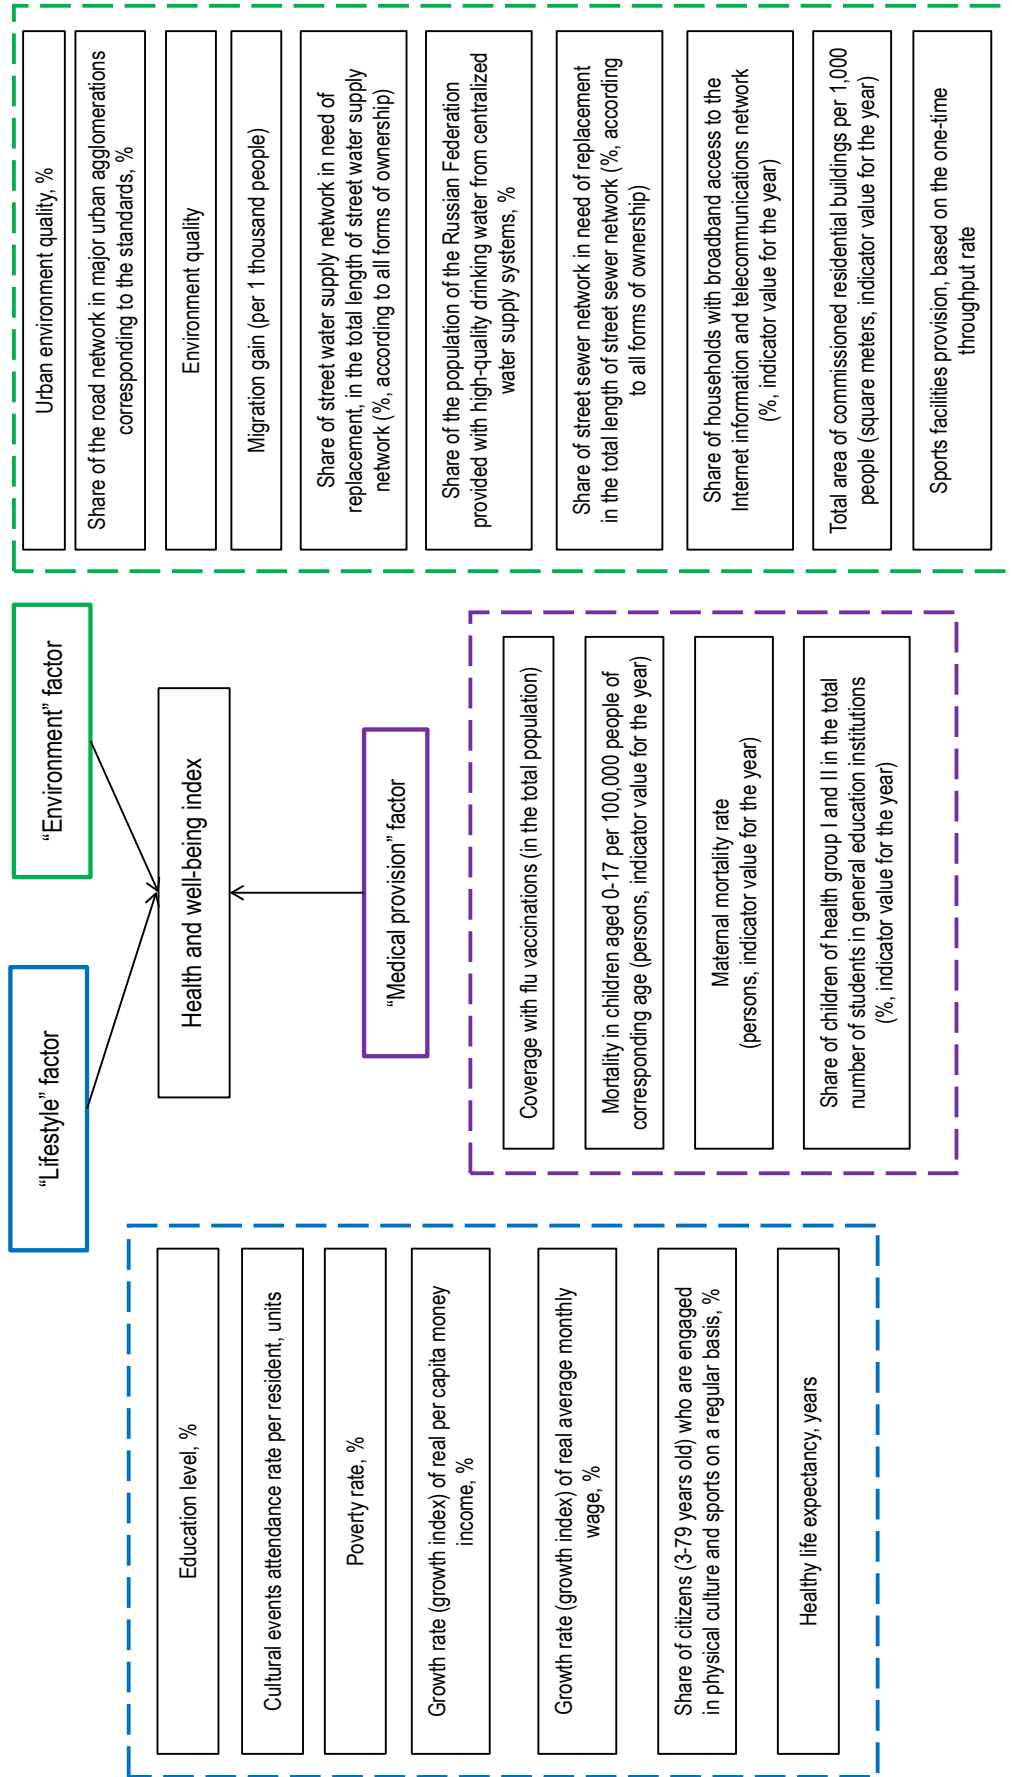 “Lifestyle” factor
“Environment” factor
Health and well-being index
“Medical provision” factor
Education level, %
Cultural events attendance rate per resident, units
Poverty rate, %
Growth rate (growth index) of real per capita money
income, %
Growth rate (growth index) of real average monthly
wage, %
Share of citizens (3-79 years old) who are engaged
in physical culture and sports on a regular basis, %
Healthy life expectancy, years
Coverage with flu vaccinations (in the total population)
Mortality in children aged 0-17 per 100,000 people of
corresponding age (persons, indicator value for the year)
Maternal mortality rate
(persons, indicator value for the year)
Share of children of health group I and II in the total
number of students in general education institutions
(%, indicator value for the year)
Urban environment quality, %
Share of the road network in major urban agglomerations
corresponding to the standards, %
Environment quality
Migration gain (per 1 thousand people)
Share of street water supply network in need of
replacement, in the total length of street water supply
network (%, according to all forms of ownership)
Share of the population of the Russian Federation
provided with high-quality drinking water from centralized
water supply systems, %
Share of street sewer network in need of replacement
in the total length of street sewer network (%, according
to all forms of ownership)
Share of households with broadband access to the
Internet information and telecommunications network
(%, indicator value for the year)
Total area of commissioned residential buildings per 1,000
people (square meters, indicator value for the year)
Sports facilities provision, based on the one-time
throughput rate